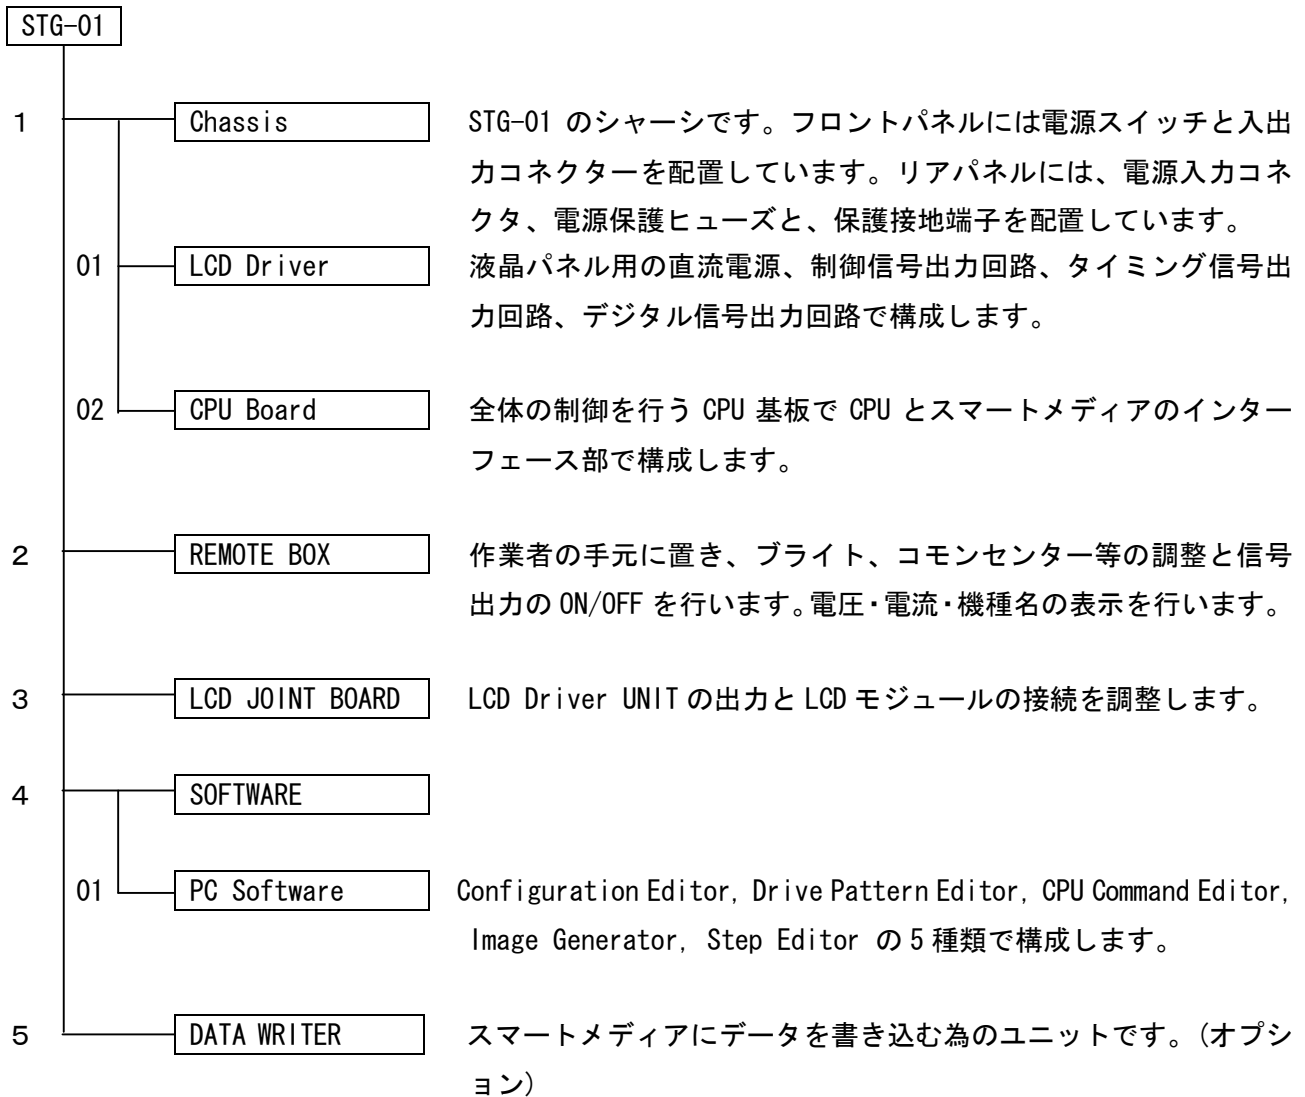 STG-01
1 Chassis STG-01 のシャーシです。フロントパネルには電源スイッチと入出
力コネクターを配置しています。リアパネルには、電源入力コネ
クタ、電源保護ヒューズと、保護接地端子を配置しています。
01 LCD Driver 液晶パネル用の直流電源、制御信号出力回路、タイミング信号出
力回路、デジタル信号出力回路で構成します。
02 CPU Board 全体の制御を行う CPU 基板で CPU とスマートメディアのインター
フェース部で構成します。
2 REMOTE BOX 作業者の手元に置き、ブライト、コモンセンター等の調整と信号
出力の ON/OFF を行います。電圧・電流・機種名の表示を行います。
3 LCD JOINT BOARD LCD Driver UNIT の出力と LCD モジュールの接続を調整します。
4 SOFTWARE
01 PC Software Configuration Editor, Drive Pattern Editor, CPU Command Editor,
Image Generator, Step Editor の 5 種類で構成します。
5 DATA WRITER スマートメディアにデータを書き込む為のユニットです。(オプシ
ョン)